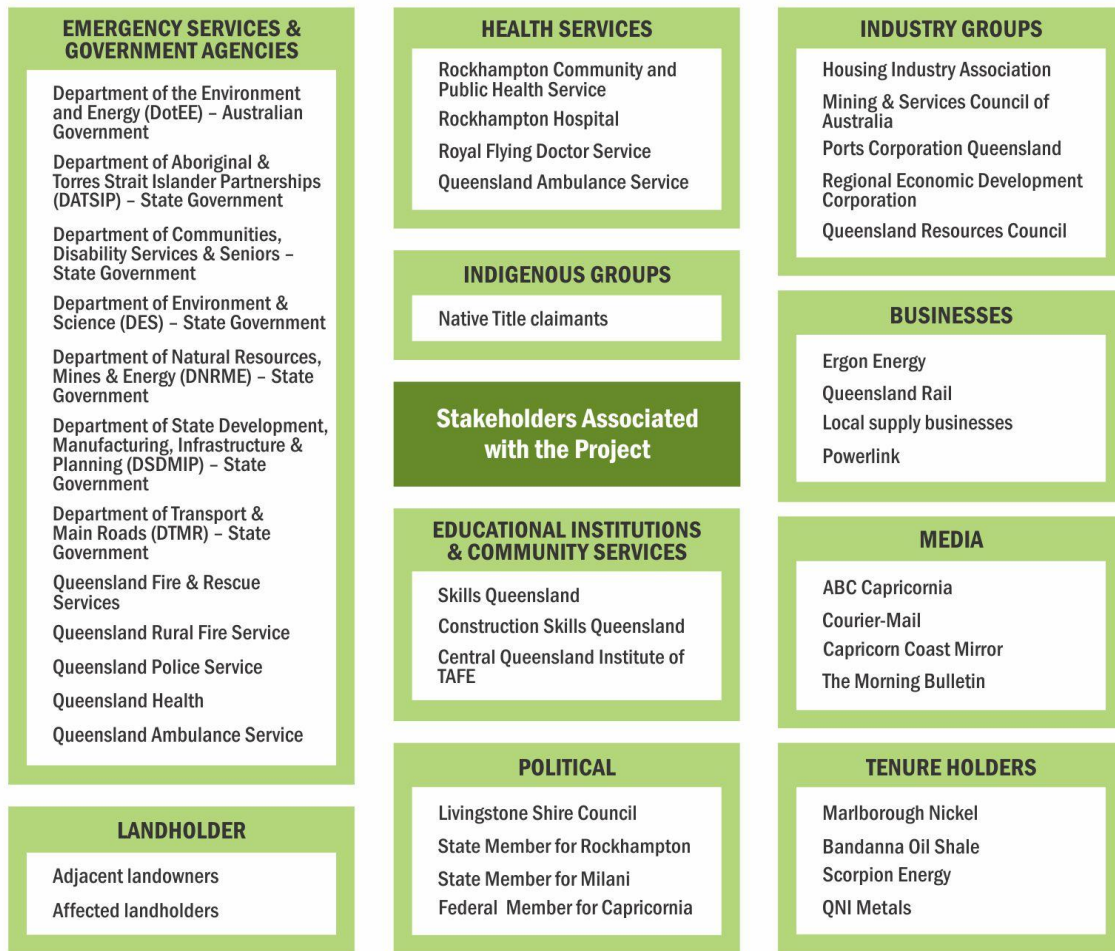 EMERGENCY SERVICES &
GOVERNMENT AGENCIES
Department of the Environment
and Energy (DotEE) – Australian
Government
Department of Aboriginal &
Torres Strait Islander Partnerships
(DATSIP) – State Government
Department of Communities,
Disability Services & Seniors –
State Government
Department of Environment &
Science (DES) – State Government
Department of Natural Resources,
Mines & Energy (DNRME) – State
Government
Department of State Development,
Manufacturing, Infrastructure &
Planning (DSDMIP) – State
Government
Department of Transport &
Main Roads (DTMR) – State
Government
Queensland Fire & Rescue
Services
Queensland Rural Fire Service
Queensland Police Service
Queensland Health
Queensland Ambulance Service
LANDHOLDER
Adjacent landowners
Affected landholders
HEALTH SERVICES
Rockhampton Community and
Public Health Service
Rockhampton Hospital
Royal Flying Doctor Service
Queensland Ambulance Service
INDIGENOUS GROUPS
Native Title claimants
Stakeholders Associated
with the Project
EDUCATIONAL INSTITUTIONS
& COMMUNITY SERVICES
Skills Queensland
Construction Skills Queensland
Central Queensland Institute of
TAFE
POLITICAL
Livingstone Shire Council
State Member for Rockhampton
State Member for Milani
Federal Member for Capricornia
INDUSTRY GROUPS
Housing Industry Association
Mining & Services Council of
Australia
Ports Corporation Queensland
Regional Economic Development
Corporation
Queensland Resources Council
BUSINESSES
Ergon Energy
Queensland Rail
Local supply businesses
Powerlink
MEDIA
ABC Capricornia
Courier-Mail
Capricorn Coast Mirror
The Morning Bulletin
TENURE HOLDERS
Marlborough Nickel
Bandanna Oil Shale
Scorpion Energy
QNI Metals